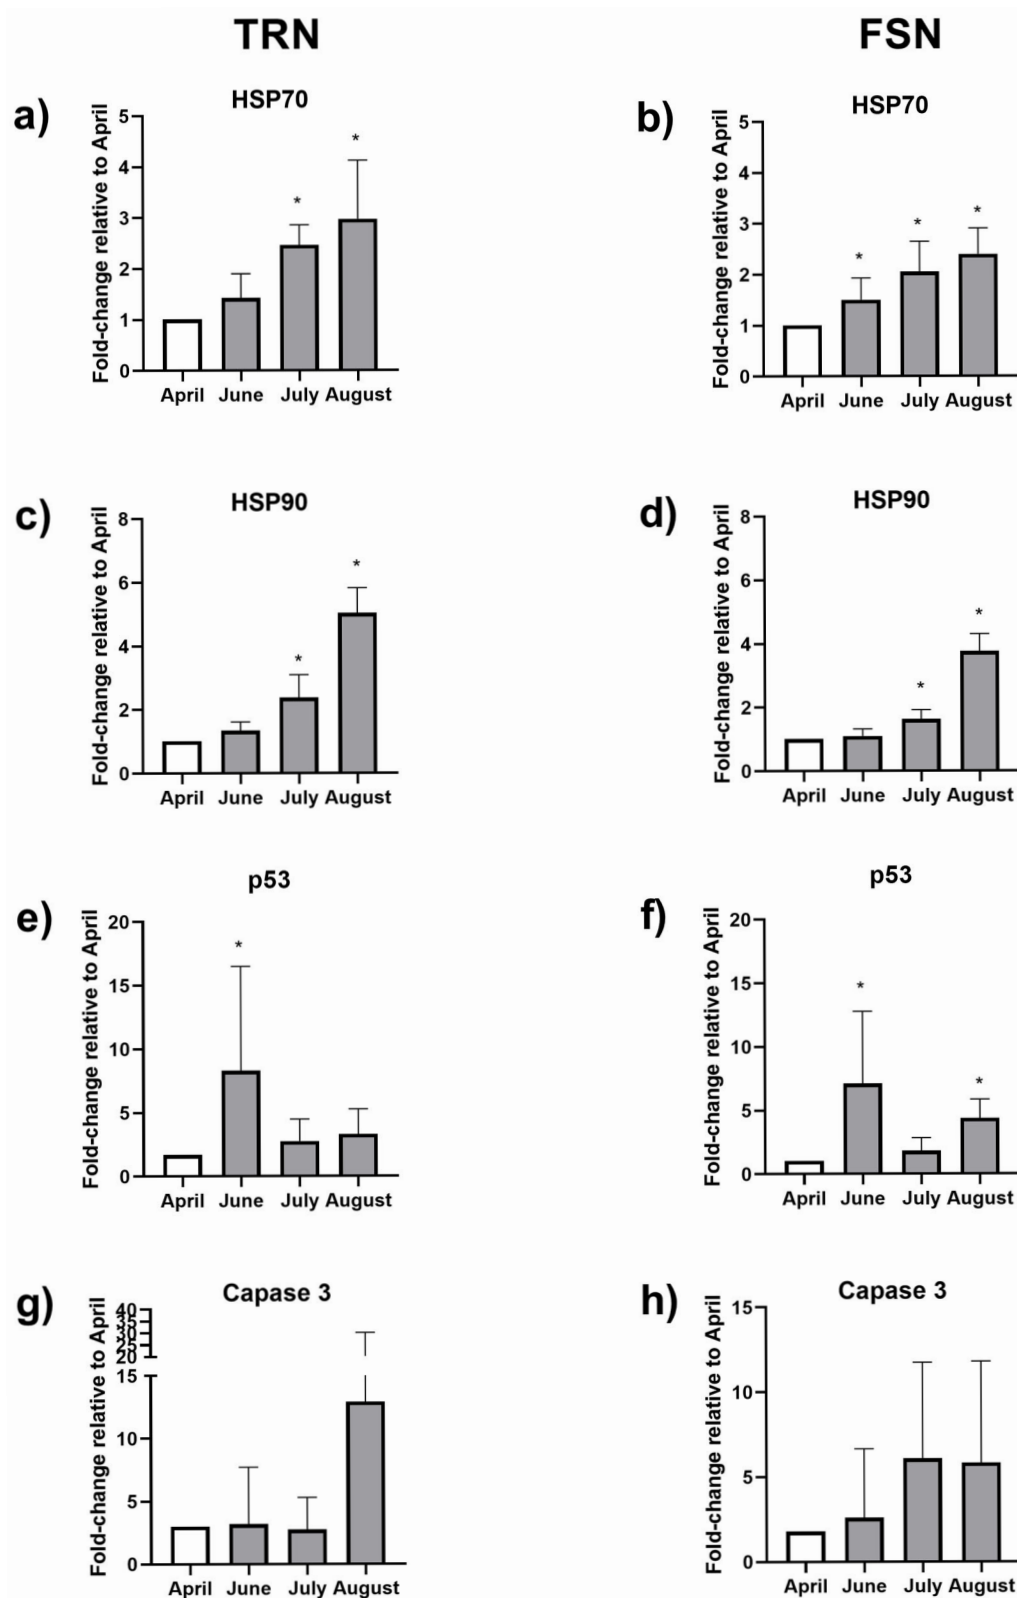 TRN
FSN
a)
HSP70
Fold-change relative to April
5
4
3
2
1
0
*
*
April June July August
b)
HSP70
Fold-change relative to April
5
4
3
2
1
0
*
*
*
April June July August
c)
HSP90
Fold-change relative to April
8
6
4
2
0
*
*
April June July August
d)
HSP90
Fold-change relative to April
8
6
4
2
0
*
*
April June July August
e)
p53
Fold-change relative to April
20
15
10
5
0
*
April June July August
f)
p53
Fold-change relative to April
20
15
10
5
0
*
*
April June July August
g)
Capase 3
Fold-change relative to April
40
35
30
25
20
15
10
5
0
April June July August
h)
Capase 3
Fold-change relative to April
15
10
5
0
April June July August